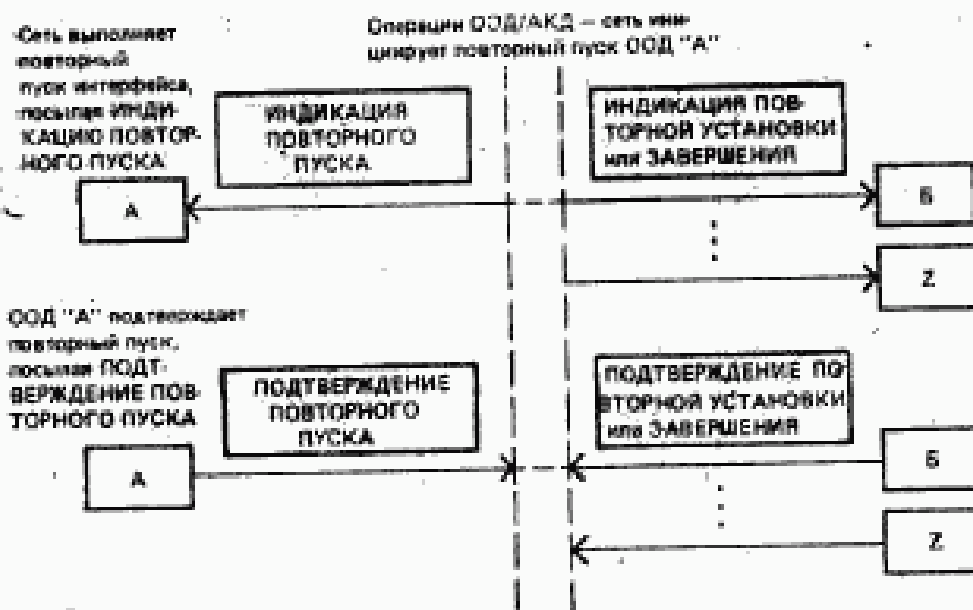 Операции ООД/АКД — сеть ини-
циирует повторный пуск ООД "А"
Сеть выполняет
повторный
пуск интерфейса,
посылая ИНДИ-
КАЦИЮ ПОВТОР-
НОГО ПУСКА
ИНДИКАЦИЯ
ПОВТОРНОГО
ПУСКА
ИНДИКАЦИЯ ПОВ-
ТОРНОЙ УСТАНОВКИ
или ЗАВЕРШЕНИЯ
А
Б
Z
ООД "А" подтверждает
повторный пуск,
посылая ПОДТ-
ВЕРЖДЕНИЕ ПОВ-
ТОРНОГО ПУСКА
ПОДТВЕРЖДЕНИЕ
ПОВТОРНОГО
ПУСКА
ПОДТВЕРЖДЕНИЕ ПО-
ВТОРНОЙ УСТАНОВКИ
или ЗАВЕРШЕНИЯ
А
Б
Z